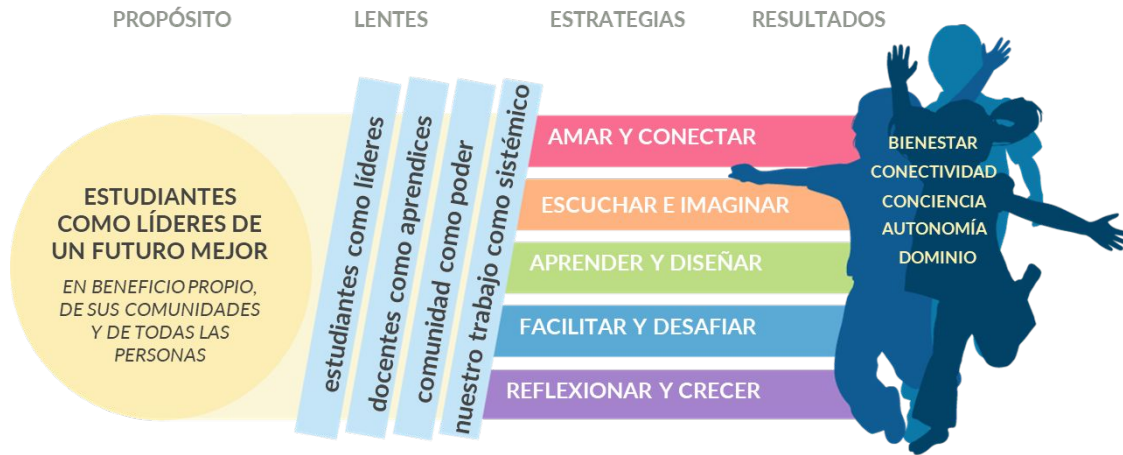 PROPÓSITO
LENTES
ESTRATEGIAS
RESULTADOS
ESTUDIANTES
COMO LÍDERES DE
UN FUTURO MEJOR
EN BENEFICIO PROPIO,
DE SUS COMUNIDADES
Y DE TODAS LAS
PERSONAS
estudiantes como líderes
docentes como aprendices
comunidad como poder
nuestro trabajo como sistémico
AMAR Y CONECTAR
ESCUCHAR E IMAGINAR
APRENDER Y DISEÑAR
FACILITAR Y DESAFIAR
REFLEXIONAR Y CRECER
BIENESTAR
CONECTIVIDAD
CONCIENCIA
AUTONOMÍA
DOMINIO